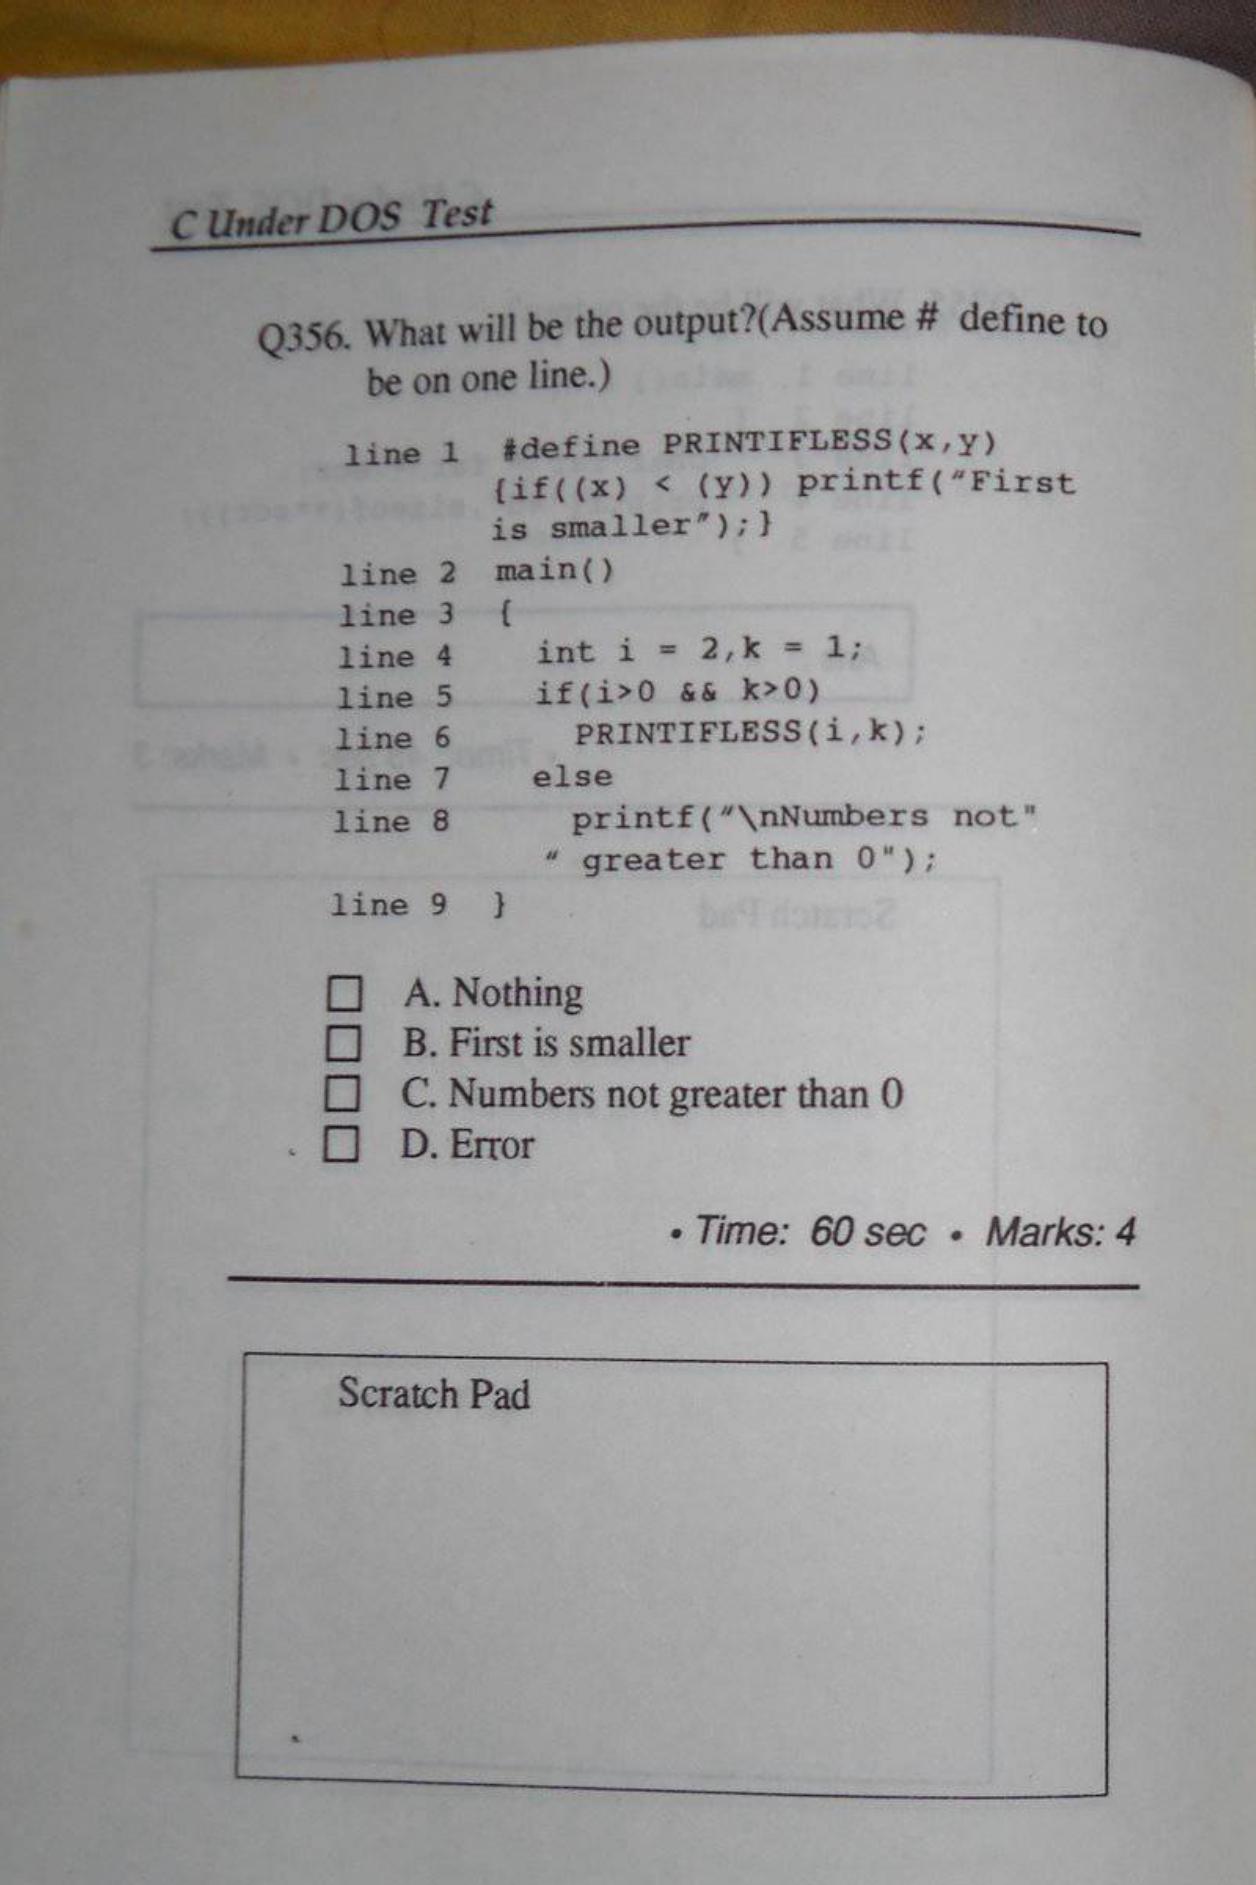 C Under DOS Test
Q356. What will be the output?(Assume # define to
be on one line.)
line 1 #define PRINTIFLESS(x,y)
{if((x) < (y)) printf("First
is smaller");}
line 2 main()
line 3 {
line 4 int i = 2,k = 1;
line 5 if(i>0 && k>0)
line 6 PRINTIFLESS(i,k);
line 7 else
line 8 printf("\nNumbers not"
" greater than 0");
line 9 }
A. Nothing
B. First is smaller
C. Numbers not greater than 0
D. Error
• Time: 60 sec • Marks: 4
Scratch Pad